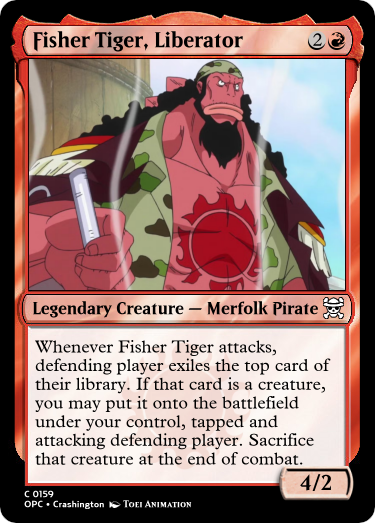 Fisher Tiger, Liberator 2
Legendary Creature — Merfolk Pirate
Whenever Fisher Tiger attacks,
defending player exiles the top card of
their library. If that card is a creature,
you may put it onto the battlefield
under your control, tapped and
attacking defending player. Sacrifice
that creature at the end of combat.
4/2
C 0159
OPC • Crashington Toei Animation